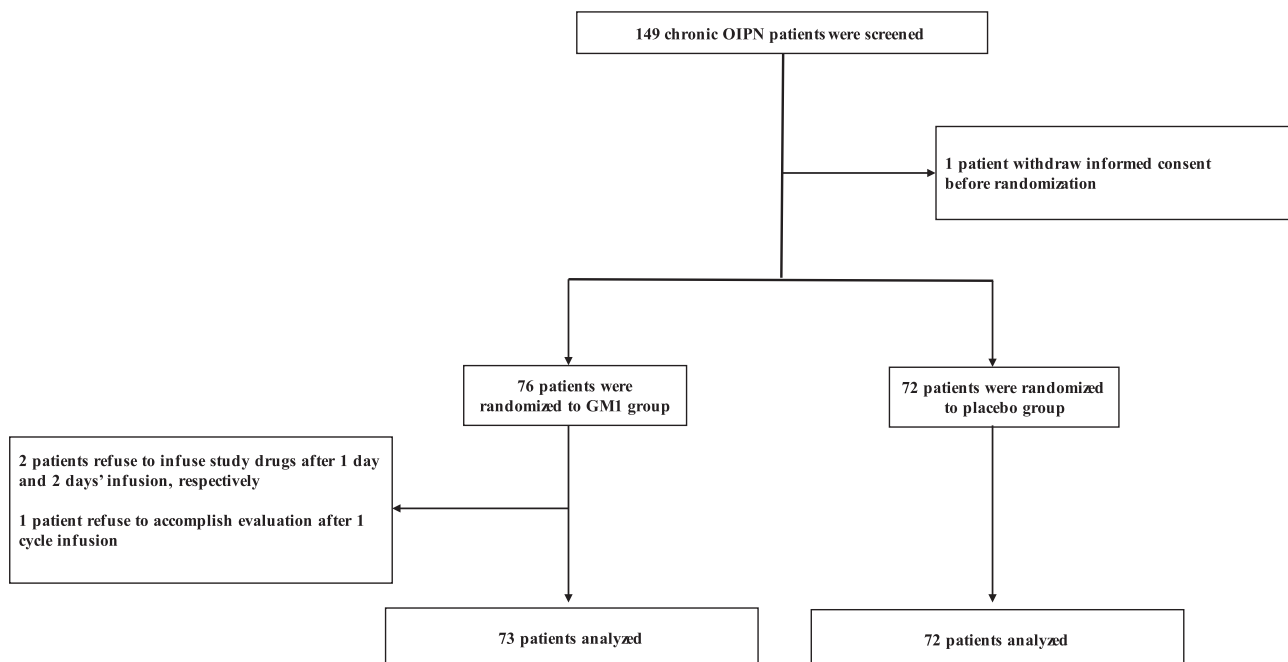 149 chronic OIPN patients were screened
1 patient withdraw informed consent
before randomization
76 patients were
randomized to GM1 group
72 patients were randomized
to placebo group
2 patients refuse to infuse study drugs after 1 day
and 2 days’ infusion, respectively
1 patient refuse to accomplish evaluation after 1
cycle infusion
73 patients analyzed
72 patients analyzed